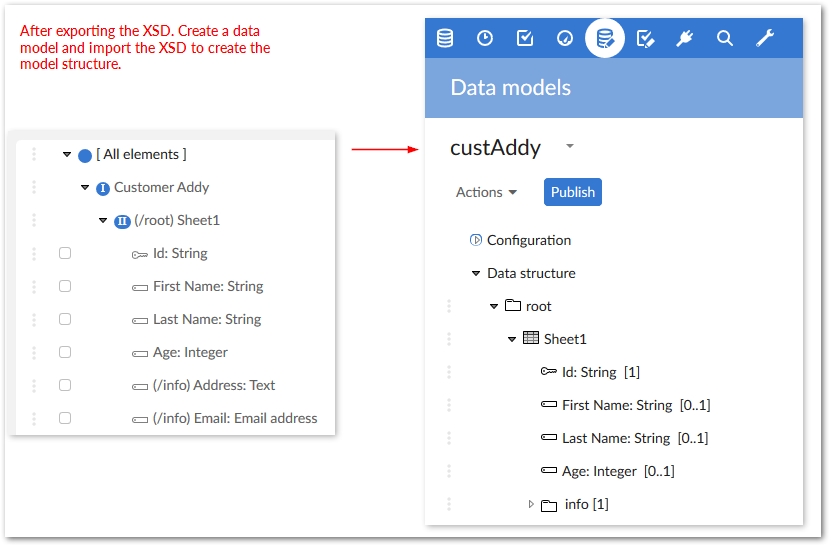 After exporting the XSD. Create a data
model and import the XSD to create the
model structure.
[ All elements ]
I Customer Addy
II (/root) Sheet1
Id: String
First Name: String
Last Name: String
Age: Integer
(/info) Address: Text
(/info) Email: Email address
Data models
custAddy
Actions Publish
Configuration
Data structure
root
Sheet1
Id: String [1]
First Name: String [0..1]
Last Name: String [0..1]
Age: Integer [0..1]
info [1]